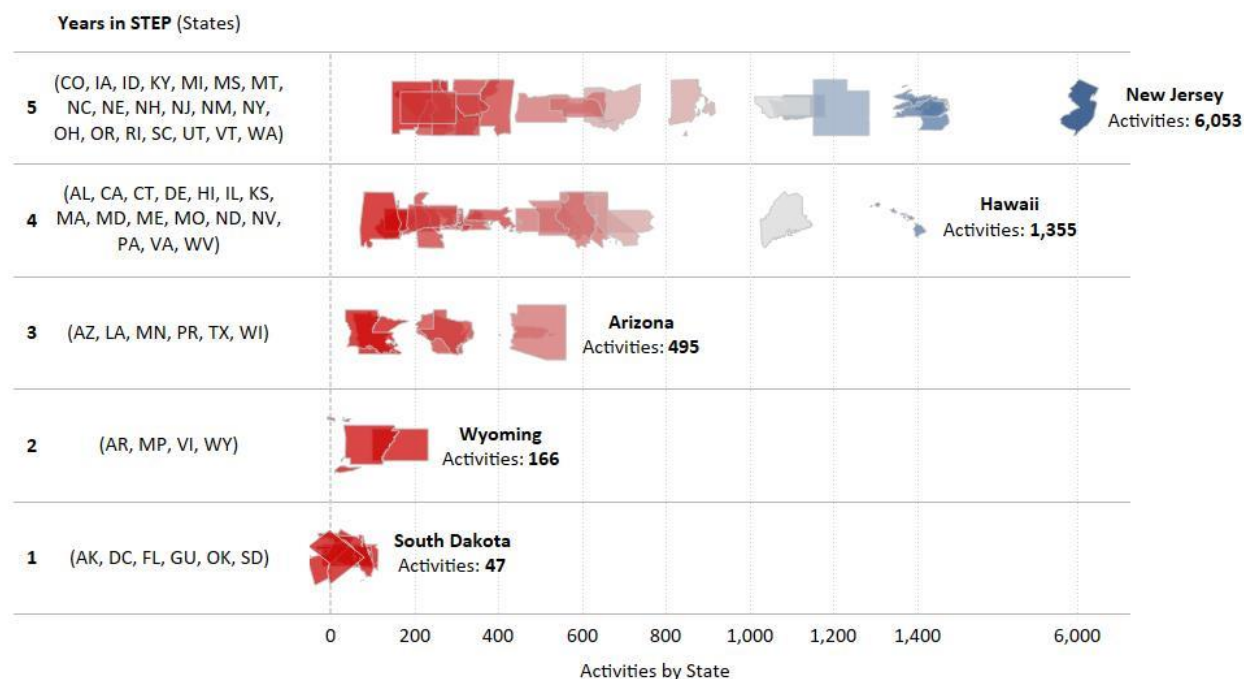 Years in STEP (States)
5
(CO, IA, ID, KY, MI, MS, MT,
NC, NE, NH, NJ, NM, NY,
OH, OR, RI, SC, UT, VT, WA)
New Jersey
Activities: 6,053
4
(AL, CA, CT, DE, HI, IL, KS,
MA, MD, ME, MO, ND, NV,
PA, VA, WV)
Hawaii
Activities: 1,355
3
(AZ, LA, MN, PR, TX, WI)
Arizona
Activities: 495
2
(AR, MP, VI, WY)
Wyoming
Activities: 166
1
(AK, DC, FL, GU, OK, SD)
South Dakota
Activities: 47
0 200 400 600 800 1,000 1,200 1,400 6,000
Activities by State